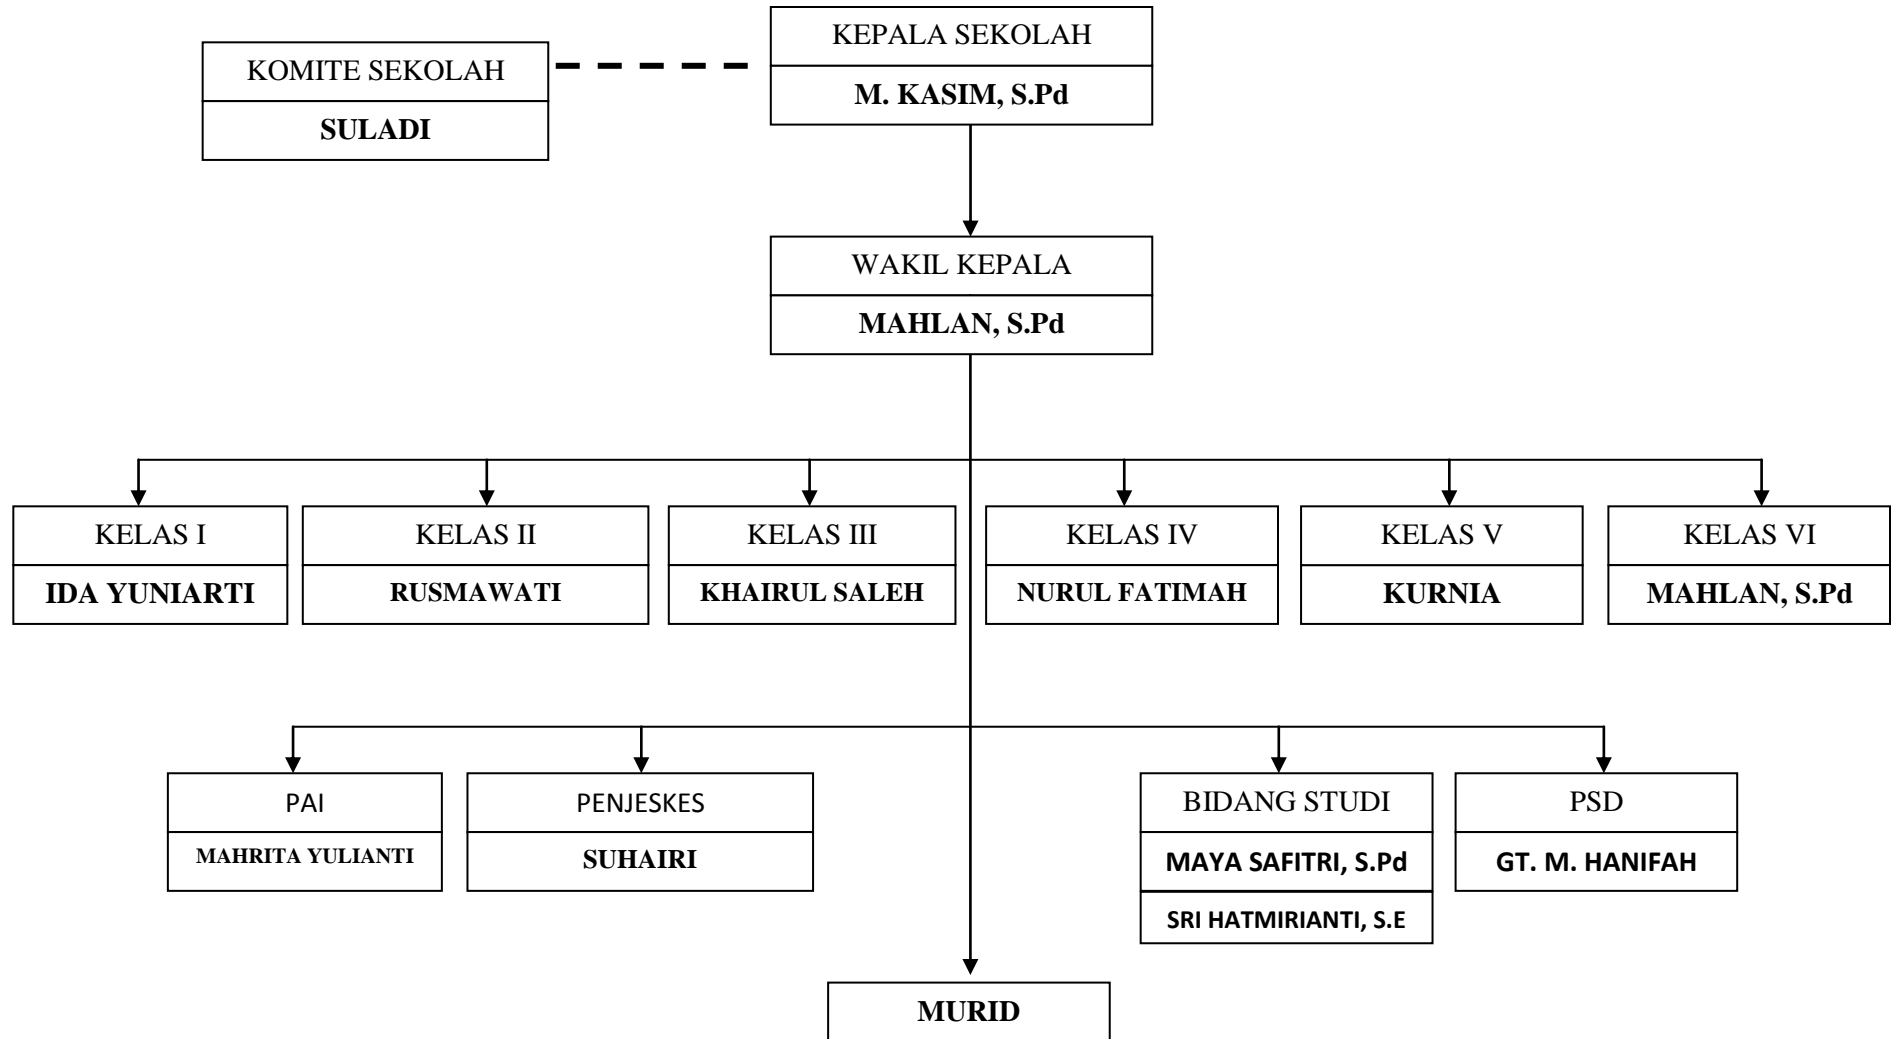 KEPALA SEKOLAH
M. KASIM, S.Pd
KOMITE SEKOLAH
SULADI
WAKIL KEPALA
MAHLAN, S.Pd
KELAS I
IDA YUNIARTI
KELAS II
RUSMAWATI
KELAS III
KHAIRUL SALEH
KELAS IV
NURUL FATIMAH
KELAS V
KURNIA
KELAS VI
MAHLAN, S.Pd
PAI
MAHRITA YULIANTI
PENJESKES
SUHAIRI
BIDANG STUDI
MAYA SAFITRI, S.Pd
SRI HATMIRIANTI, S.E
PSD
GT. M. HANIFAH
MURID